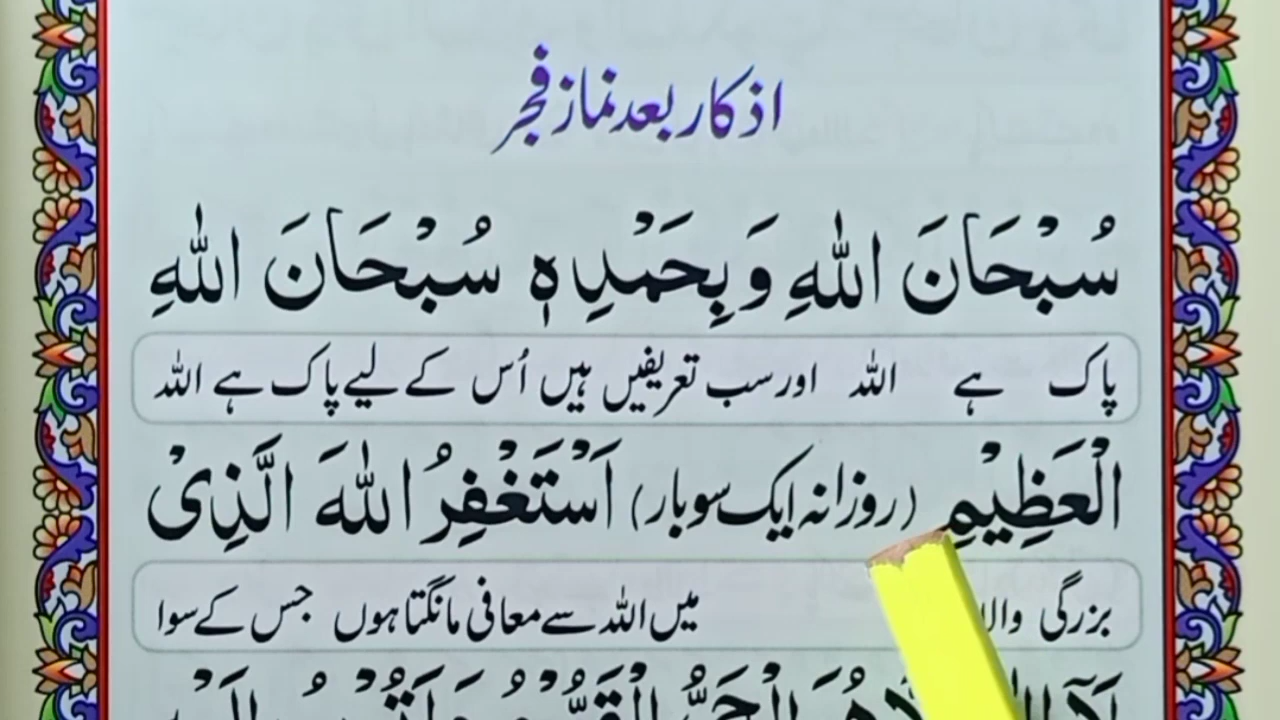 اذکار بعد نماز فجر
سُبْحَانَ اللّٰهِ وَ بِحَمْدِہٖ سُبْحَانَ اللّٰهِ
پاک ہے اللہ اور سب تعریفیں ہیں اُس کے لیے پاک ہے اللہ
الْعَظِیْمِ (روزانہ ایک سو بار) اَسْتَغْفِرُ اللّٰهَ الَّذِیْ
بزرگی والا میں اللہ سے معافی مانگتا ہوں جس کے سوا